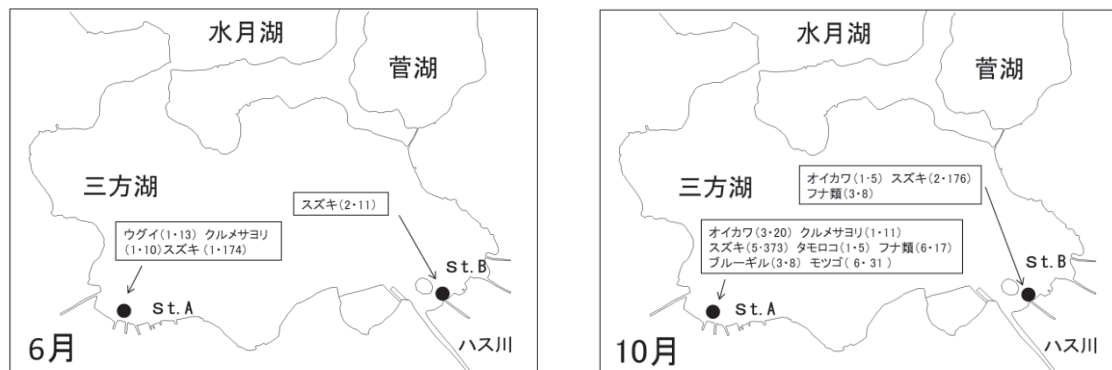 水月湖
菅湖
三方湖
スズキ(2・11)
ウグイ(1・13) クルメサヨリ
(1・10)スズキ (1・174)
St.B
St.A
6月
ハス川
水月湖
菅湖
三方湖
オイカワ(1・5) スズキ(2・176)
フナ類(3・8)
オイカワ(3・20) クルメサヨリ(1・11)
スズキ(5・373) タモロコ(1・5) フナ類(6・17)
ブルーギル(3・8) モツゴ( 6・31 )
St.B
St.A
10月
ハス川